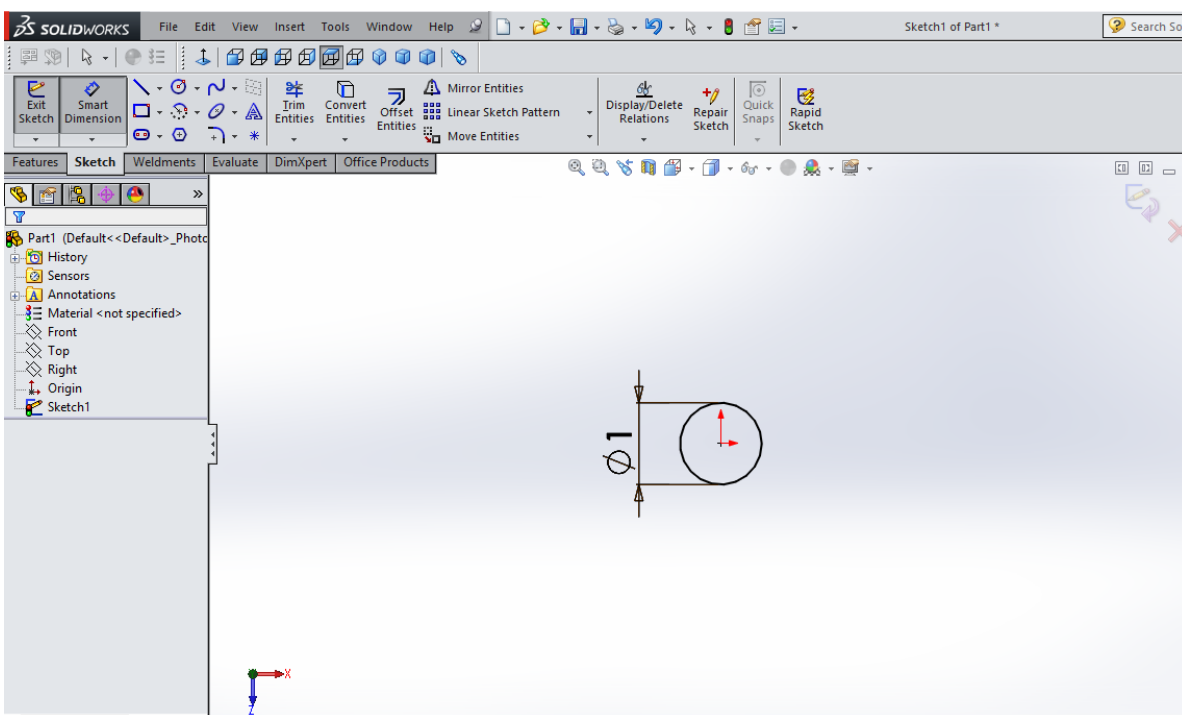 SOLIDWORKS File Edit View Insert Tools Window Help Sketch1 of Part1 * Search So
Exit Sketch
Smart Dimension
Trim Entities
Convert Entities
Offset Entities
Mirror Entities
Linear Sketch Pattern
Move Entities
Display/Delete Relations
Repair Sketch
Quick Snaps
Rapid Sketch
Features Sketch Weldments Evaluate DimXpert Office Products
Part1 (Default<<Default>_Photo
History
Sensors
A Annotations
Material <not specified>
Front
Top
Right
Origin
Sketch1
∅1
X
Z